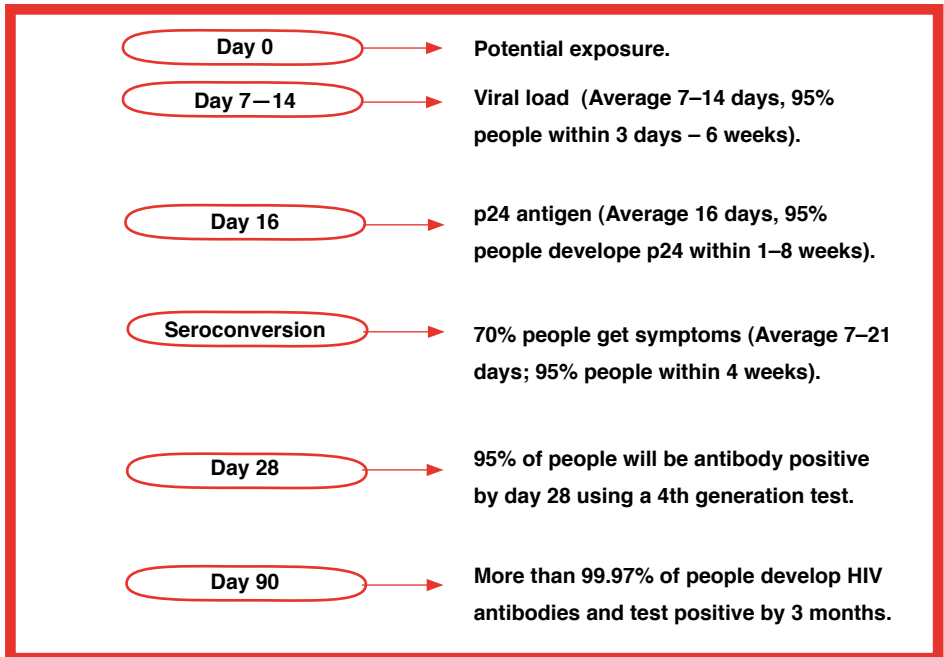 Day 0
Potential exposure.
Day 7—14
Viral load (Average 7–14 days, 95%
people within 3 days – 6 weeks).
Day 16
p24 antigen (Average 16 days, 95%
people develope p24 within 1–8 weeks).
Seroconversion
70% people get symptoms (Average 7–21
days; 95% people within 4 weeks).
Day 28
95% of people will be antibody positive
by day 28 using a 4th generation test.
Day 90
More than 99.97% of people develop HIV
antibodies and test positive by 3 months.